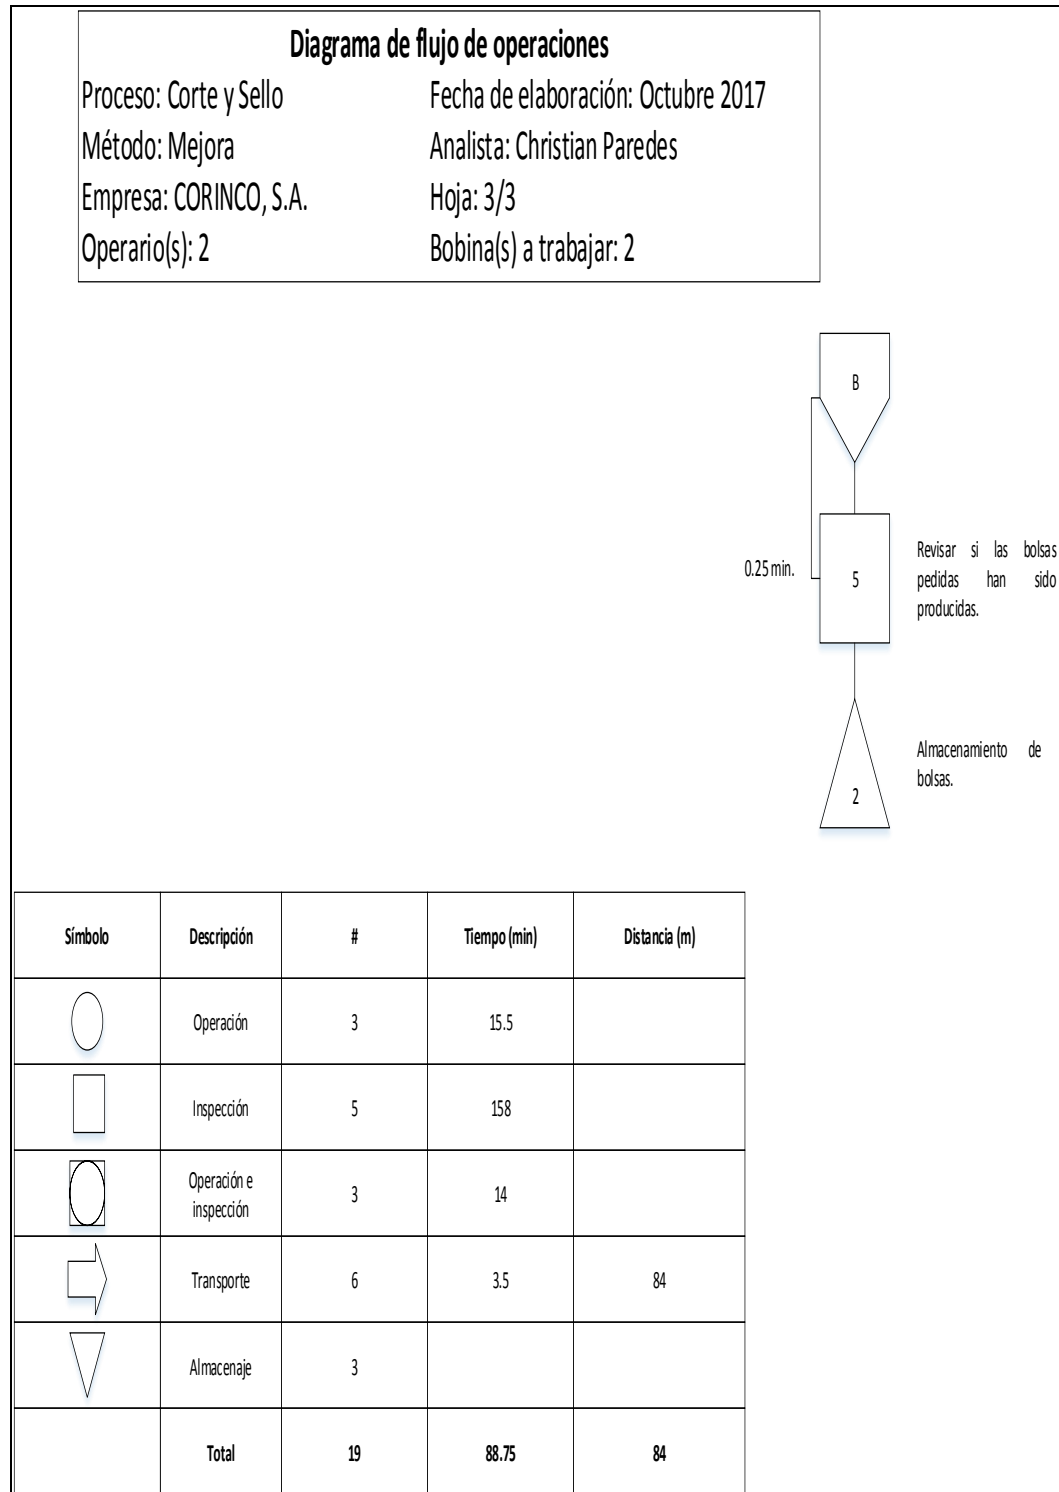 Diagrama de flujo de operaciones
Proceso: Corte y Sello Fecha de elaboración: Octubre 2017
Método: Mejora Analista: Christian Paredes
Empresa: CORINCO, S.A. Hoja: 3/3
Operario(s): 2 Bobina(s) a trabajar: 2
B
0.25 min.
5
Revisar si las bolsas
pedidas han sido
producidas.
2
Almacenamiento de
bolsas.
Símbolo Descripción # Tiempo (min) Distancia (m)
Operación 3 15.5
Inspección 5 158
Operación e
inspección 3 14
Transporte 6 3.5 84
Almacenaje 3
Total 19 88.75 84